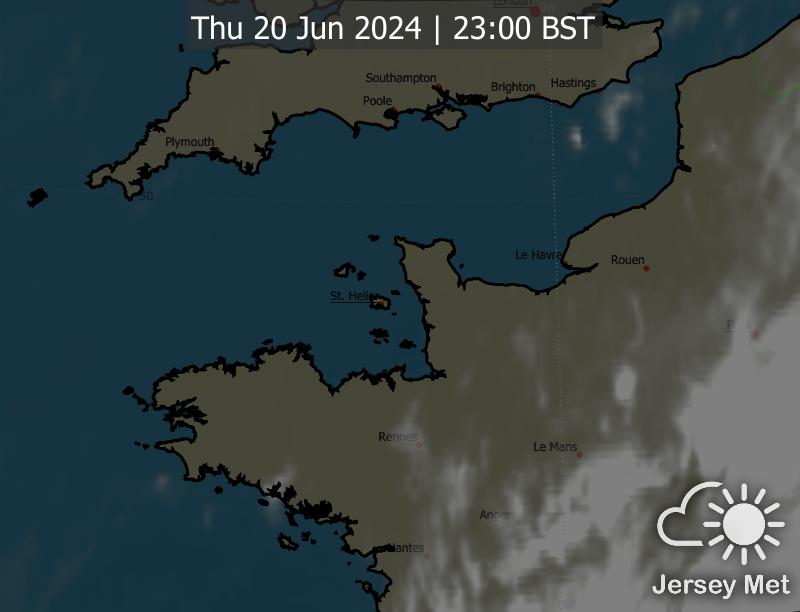 London
Thu 20 Jun 2024 | 23:00 BST
Southampton
Brighton
Hastings
Poole
Plymouth
50
Le Havre
Rouen
St. Helier
Rennes
Le Mans
Nantes
Jersey Met